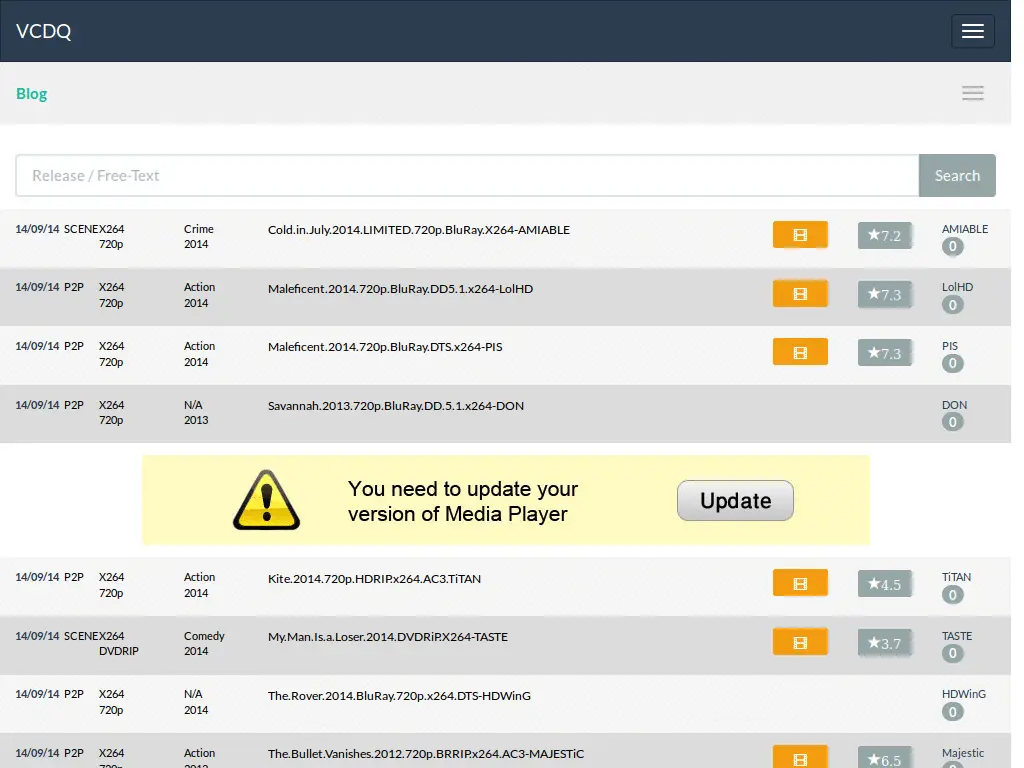 VCDQ
Blog
Release / Free-Text
Search
14/09/14 SCENE X264 Crime Cold.in.July.2014.LIMITED.720p.BluRay.X264-AMIABLE 7.2 AMIABLE
720p 2014 0
14/09/14 P2P X264 Action Maleficent.2014.720p.BluRay.DD5.1.x264-LolHD 7.3 LolHD
720p 2014 0
14/09/14 P2P X264 Action Maleficent.2014.720p.BluRay.DTS.x264-PIS 7.3 PIS
720p 2014 0
14/09/14 P2P X264 N/A Savannah.2013.720p.BluRay.DD.5.1.x264-DON DON
720p 2013 0
You need to update your
version of Media Player
Update
14/09/14 P2P X264 Action Kite.2014.720p.HDRIP.x264.AC3.TiTAN 4.5 TiTAN
720p 2014 0
14/09/14 SCENE X264 Comedy My.Man.Is.a.Loser.2014.DVDRiP.X264-TASTE 3.7 TASTE
DVDRIP 2014 0
14/09/14 P2P X264 N/A The.Rover.2014.BluRay.720p.x264.DTS-HDWinG HDWinG
720p 2014 0
14/09/14 P2P X264 Action The.Bullet.Vanishes.2012.720p.BRRIP.x264.AC3-MAJESTiC 6.5 Majestic